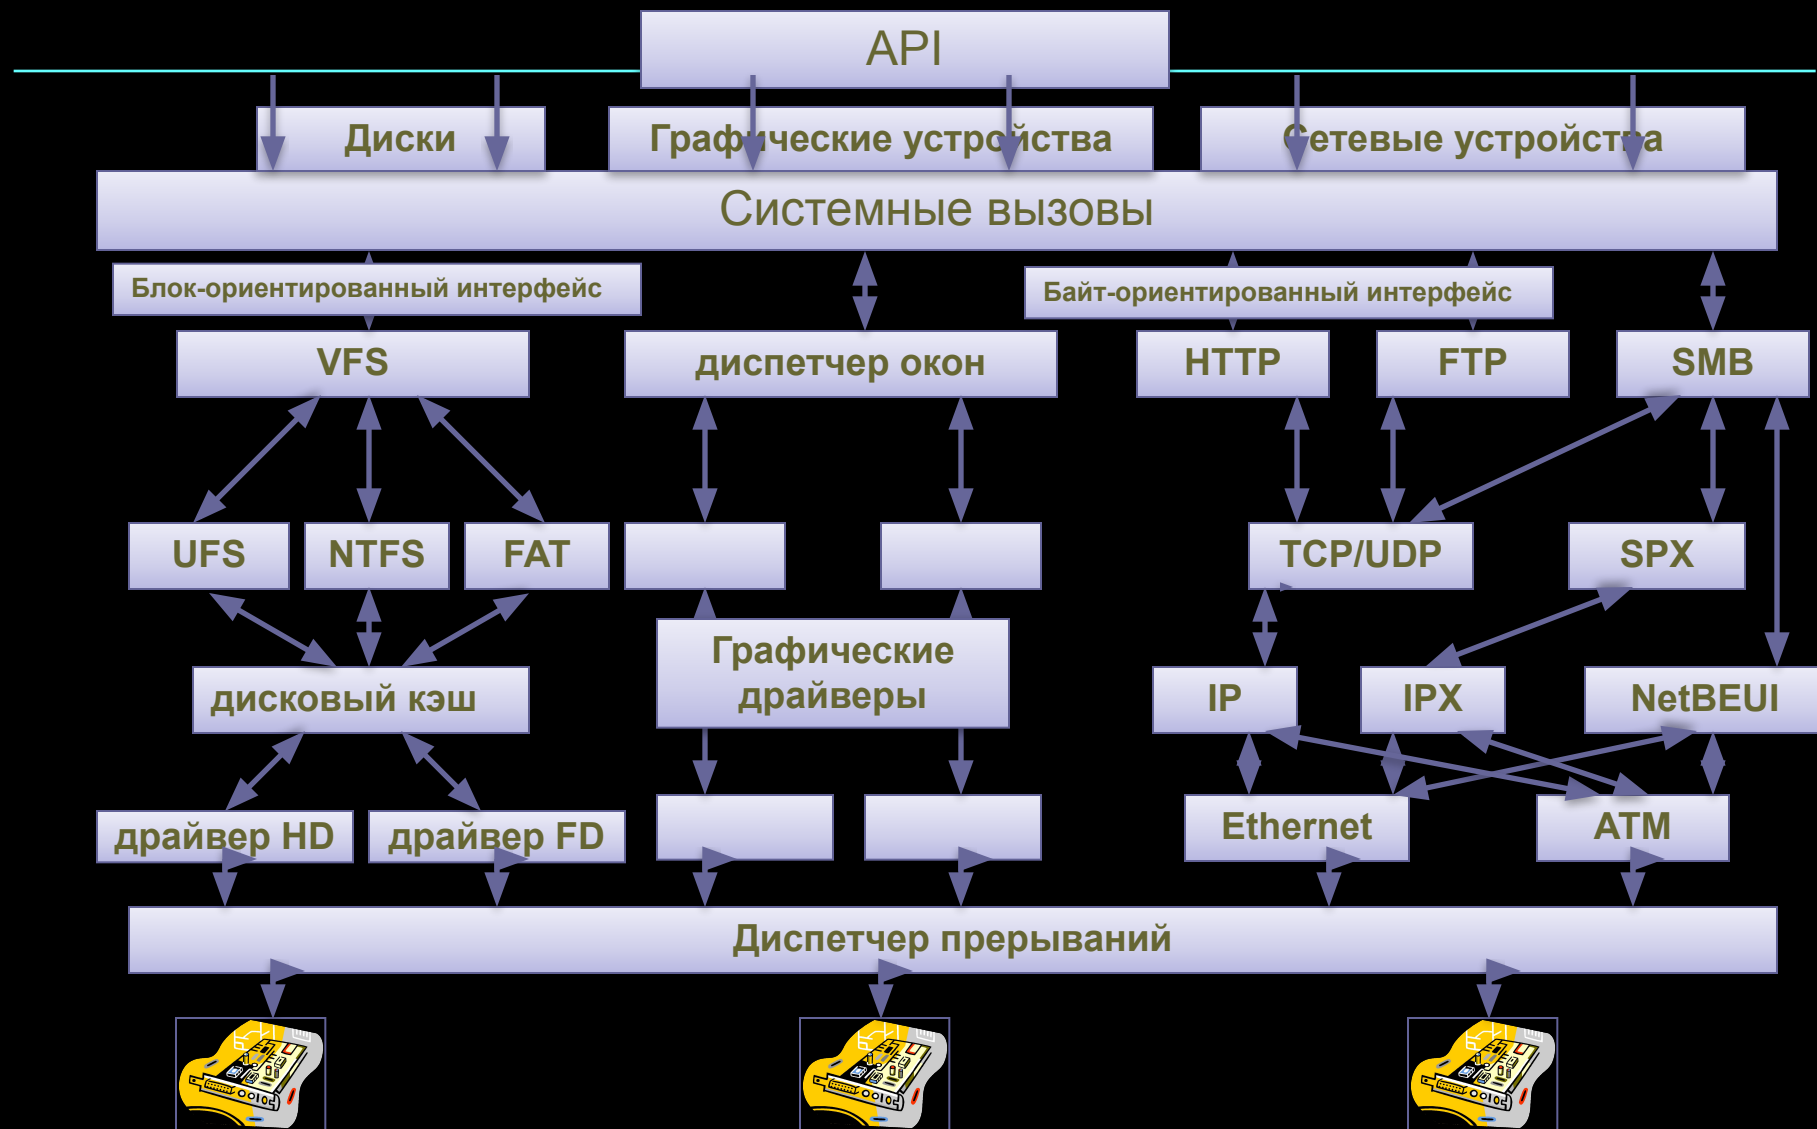 API
Диски
Графические устройства
Сетевые устройства
Системные вызовы
Блок-ориентированный интерфейс
Байт-ориентированный интерфейс
VFS
диспетчер окон
HTTP
FTP
SMB
UFS
NTFS
FAT
TCP/UDP
SPX
Графические
драйверы
дисковый кэш
IP
IPX
NetBEUI
драйвер HD
драйвер FD
Ethernet
ATM
Диспетчер прерываний